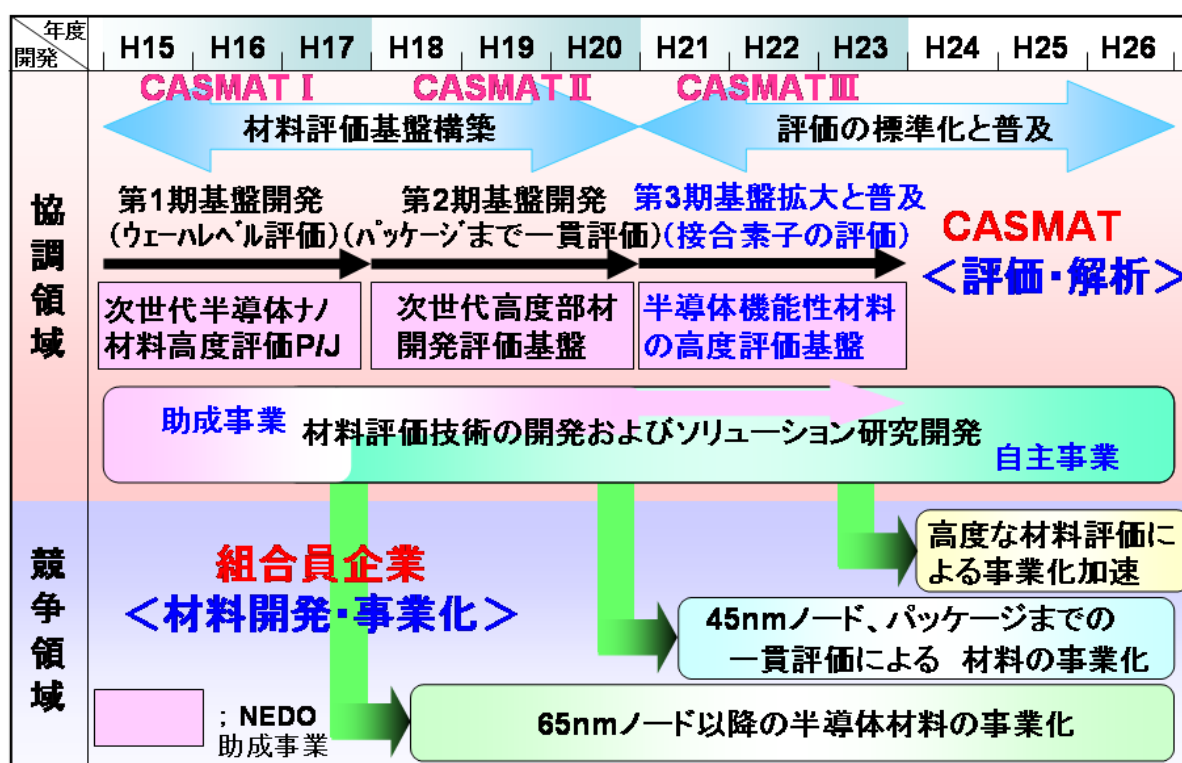 年度
開発
H15 H16 H17 H18 H19 H20 H21 H22 H23 H24 H25 H26
CASMAT Ⅰ CASMAT Ⅱ CASMAT Ⅲ
材料評価基盤構築 評価の標準化と普及
協調領域
第1期基盤開発 第2期基盤開発 第3期基盤拡大と普及
(ウェーハレベル評価)(パッケージまで一貫評価)(接合素子の評価)
CASMAT
<評価・解析>
次世代半導体ナノ
材料高度評価P/J
次世代高度部材
開発評価基盤
半導体機能性材料
の高度評価基盤
助成事業
材料評価技術の開発およびソリューション研究開発
自主事業
競争領域
組合員企業
<材料開発・事業化>
高度な材料評価に
よる事業化加速
45nmノード、パッケージまでの
一貫評価による 材料の事業化
65nmノード以降の半導体材料の事業化
; NEDO
助成事業